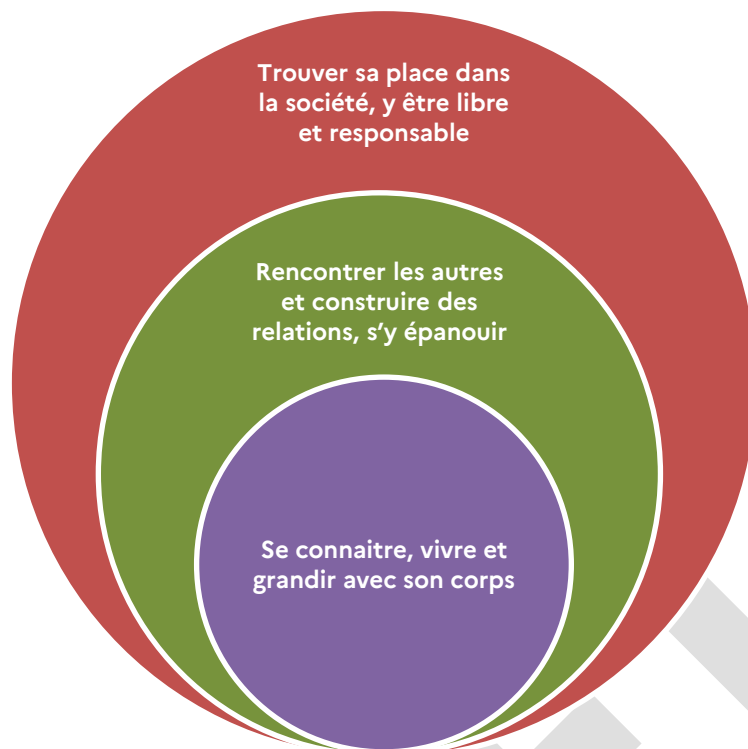 Trouver sa place dans
la société, y être libre
et responsable
Rencontrer les autres
et construire des
relations, s'y épanouir
Se connaitre, vivre et
grandir avec son corps